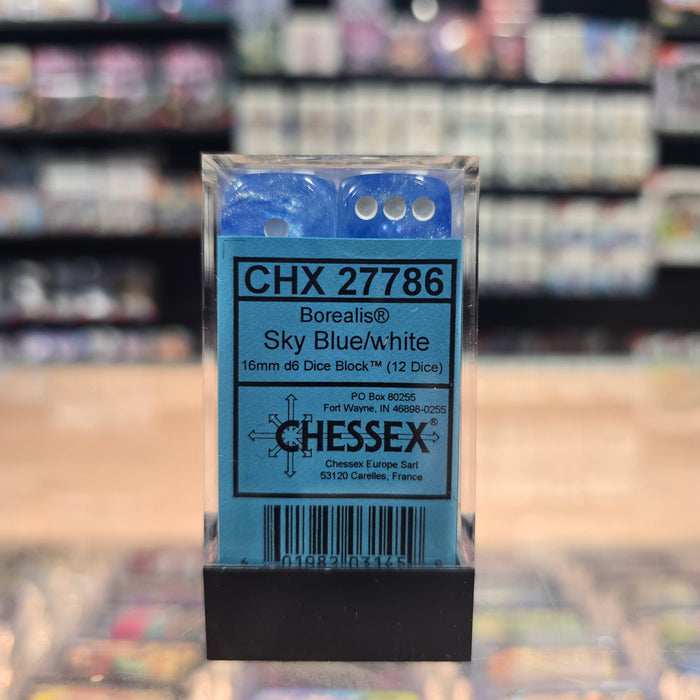 CHX 27786
Borealis®
Sky Blue/white
16mm d6 Dice Block™ (12 Dice)
PO Box 80255
Fort Wayne, IN 46898-0255
CHESSEX®
Chessex Europe Sarl
53120 Carelles, France